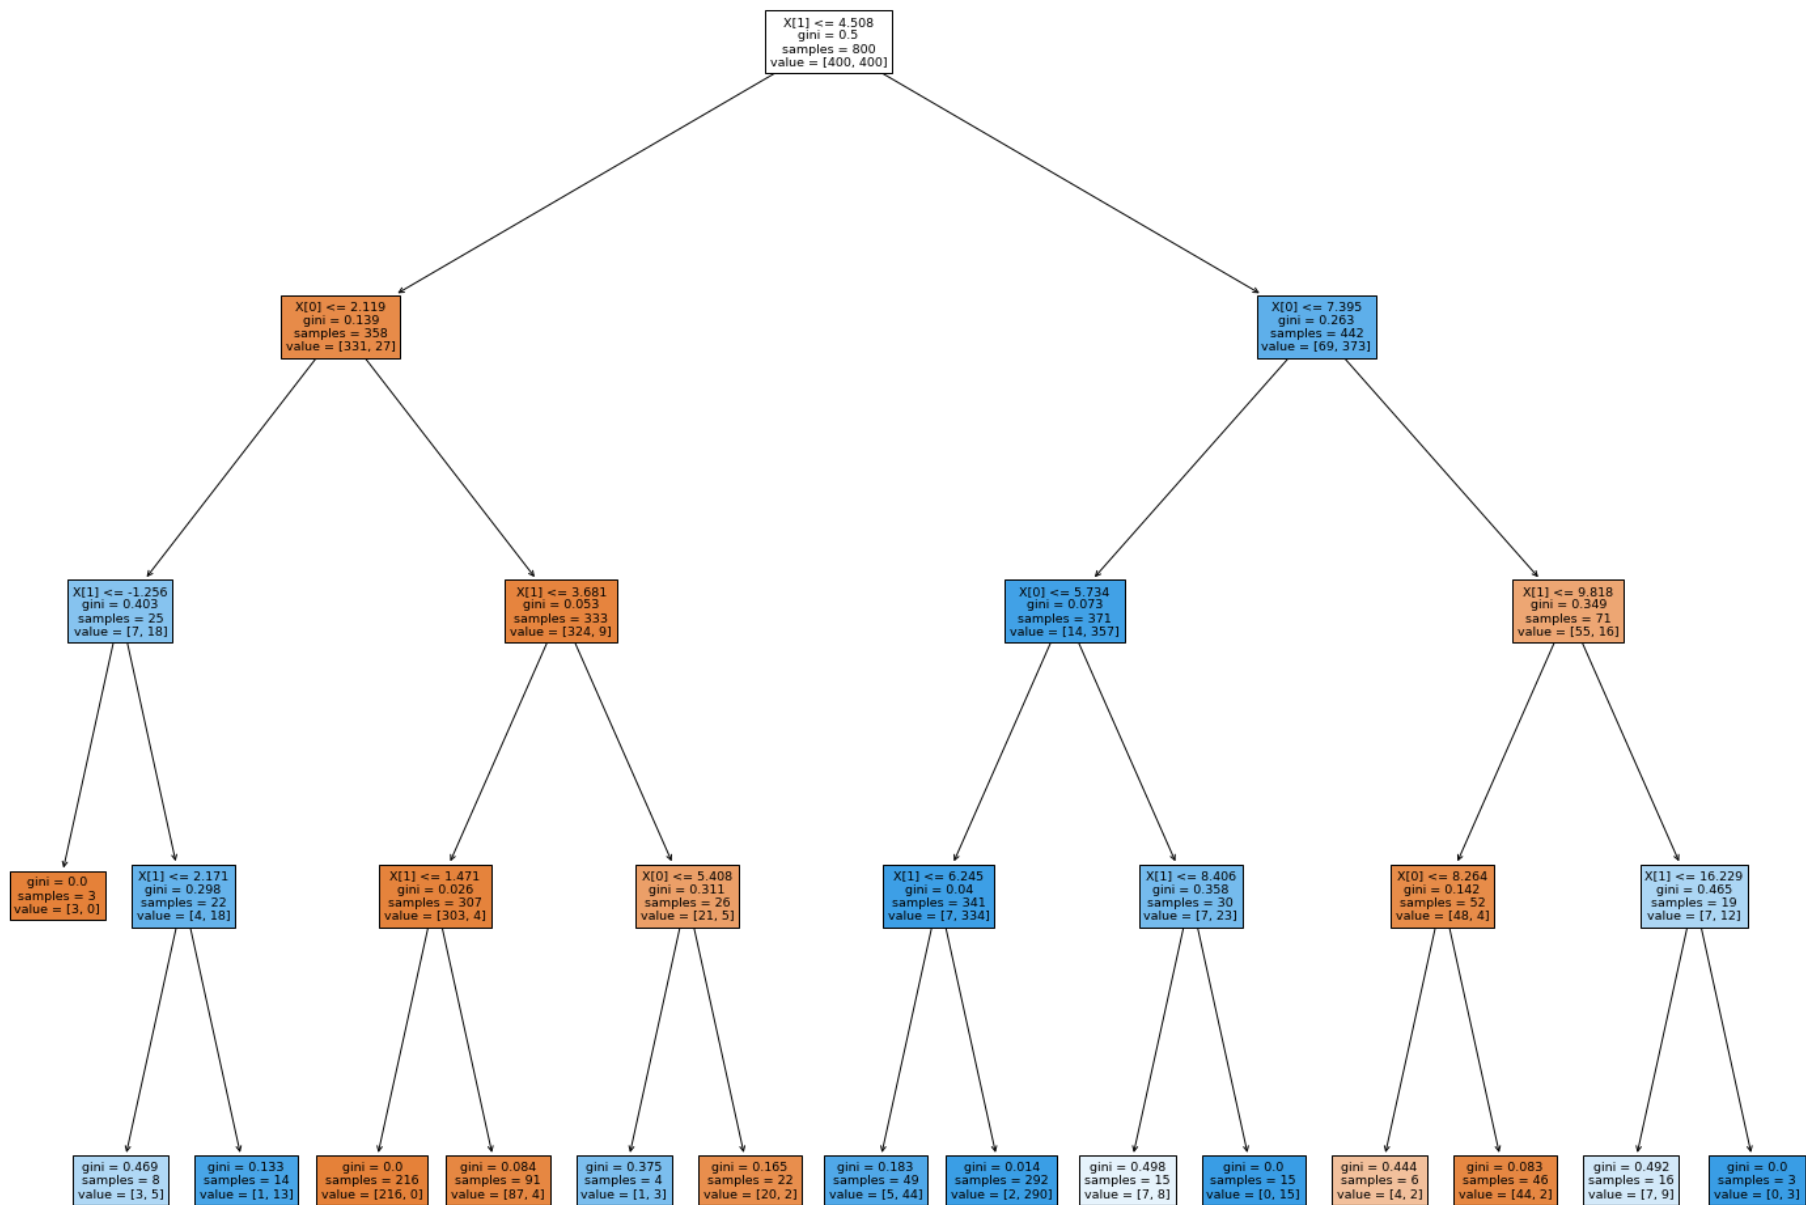 X[1] <= 4.508
gini = 0.5
samples = 800
value = [400, 400]
X[0] <= 2.119
gini = 0.139
samples = 358
value = [331, 27]
X[0] <= 7.395
gini = 0.263
samples = 442
value = [69, 373]
X[1] <= -1.256
gini = 0.403
samples = 25
value = [7, 18]
X[1] <= 3.681
gini = 0.053
samples = 333
value = [324, 9]
X[0] <= 5.734
gini = 0.073
samples = 371
value = [14, 357]
X[1] <= 9.818
gini = 0.349
samples = 71
value = [55, 16]
gini = 0.0
samples = 3
value = [3, 0]
X[1] <= 2.171
gini = 0.298
samples = 22
value = [4, 18]
X[1] <= 1.471
gini = 0.026
samples = 307
value = [303, 4]
X[0] <= 5.408
gini = 0.311
samples = 26
value = [21, 5]
X[1] <= 6.245
gini = 0.04
samples = 341
value = [7, 334]
X[1] <= 8.406
gini = 0.358
samples = 30
value = [7, 23]
X[0] <= 8.264
gini = 0.142
samples = 52
value = [48, 4]
X[1] <= 16.229
gini = 0.465
samples = 19
value = [7, 12]
gini = 0.469
samples = 8
value = [3, 5]
gini = 0.133
samples = 14
value = [1, 13]
gini = 0.0
samples = 216
value = [216, 0]
gini = 0.084
samples = 91
value = [87, 4]
gini = 0.375
samples = 4
value = [1, 3]
gini = 0.165
samples = 22
value = [20, 2]
gini = 0.183
samples = 49
value = [5, 44]
gini = 0.014
samples = 292
value = [2, 290]
gini = 0.498
samples = 15
value = [7, 8]
gini = 0.0
samples = 15
value = [0, 15]
gini = 0.444
samples = 6
value = [4, 2]
gini = 0.083
samples = 46
value = [44, 2]
gini = 0.492
samples = 16
value = [7, 9]
gini = 0.0
samples = 3
value = [0, 3]